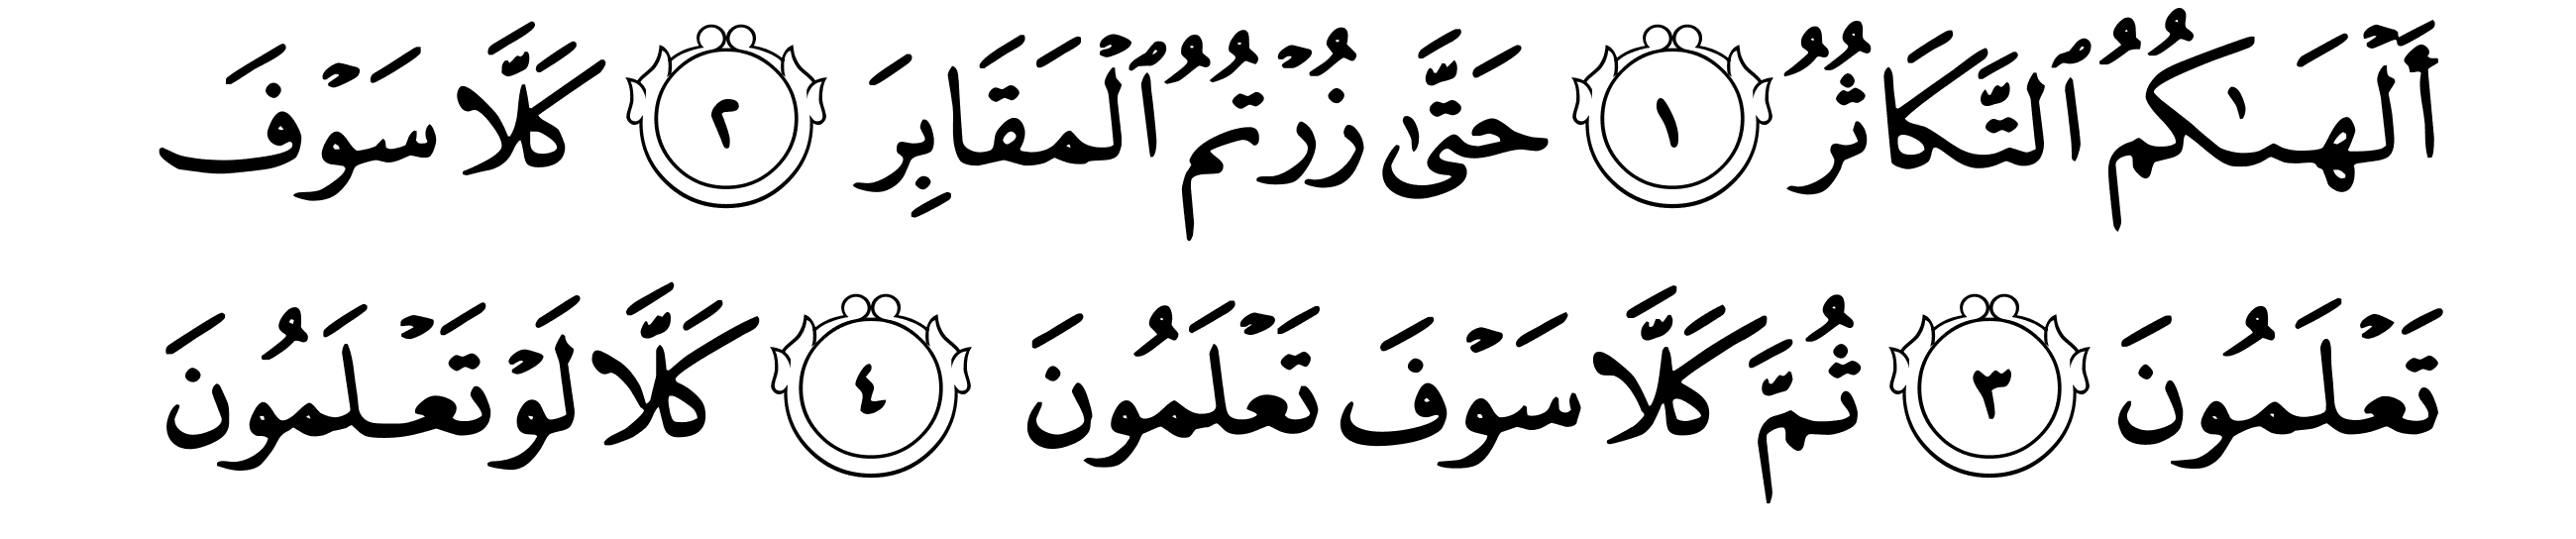 أَلۡهَىٰكُمُ ٱلتَّكَاثُرُ ١ حَتَّىٰ زُرۡتُمُ ٱلۡمَقَابِرَ ٢ كَلَّا سَوۡفَ
تَعۡلَمُونَ ٣ ثُمَّ كَلَّا سَوۡفَ تَعۡلَمُونَ ٤ كَلَّا لَوۡ تَعۡلَمُونَ